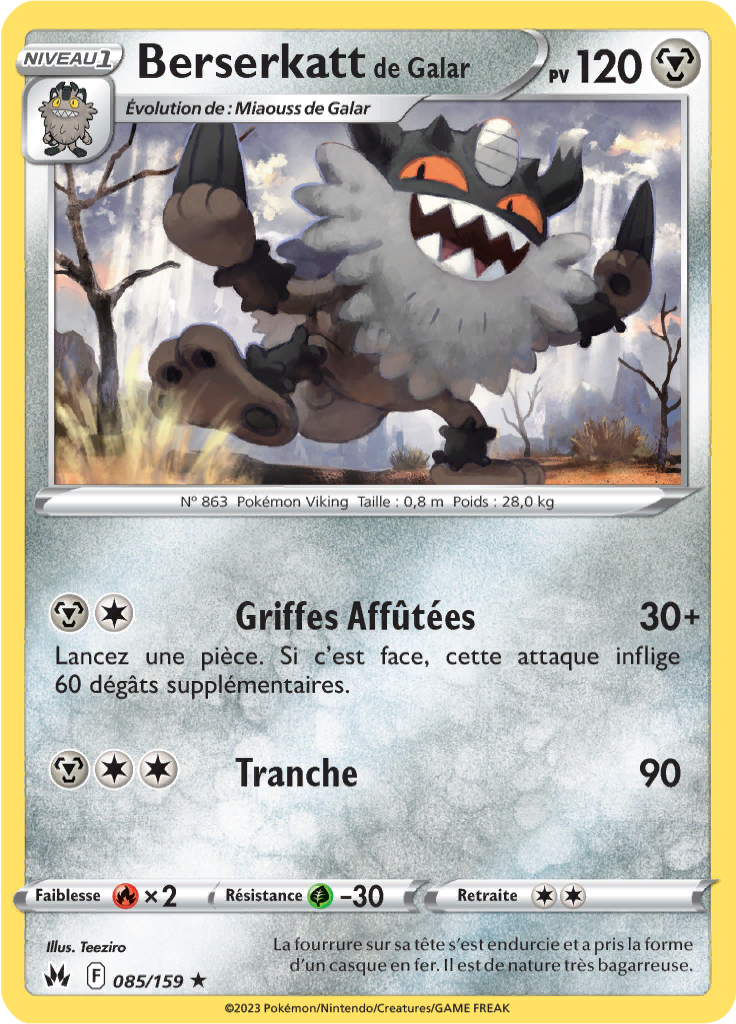 NIVEAU 1
Berserkatt de Galar
PV 120
Évolution de : Miaouss de Galar
N° 863 Pokémon Viking Taille : 0,8 m Poids : 28,0 kg
Griffes Affûtées 30+
Lancez une pièce. Si c'est face, cette attaque inflige
60 dégâts supplémentaires.
Tranche 90
Faiblesse ×2 Résistance –30 Retraite
Illus. Teeziro
La fourrure sur sa tête s'est endurcie et a pris la forme
d'un casque en fer. Il est de nature très bagarreuse.
F 085/159 ★
©2023 Pokémon/Nintendo/Creatures/GAME FREAK